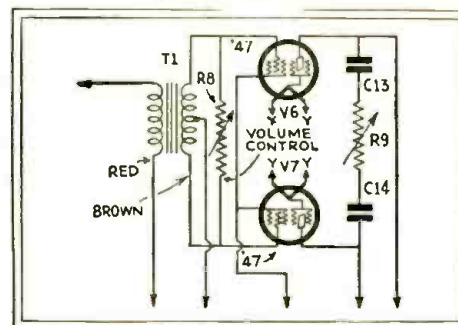 T1
'47
R8
V6
Y Y
VOLUME
CONTROL
Y Y
V7
C13
R9
C14
RED
BROWN
'47